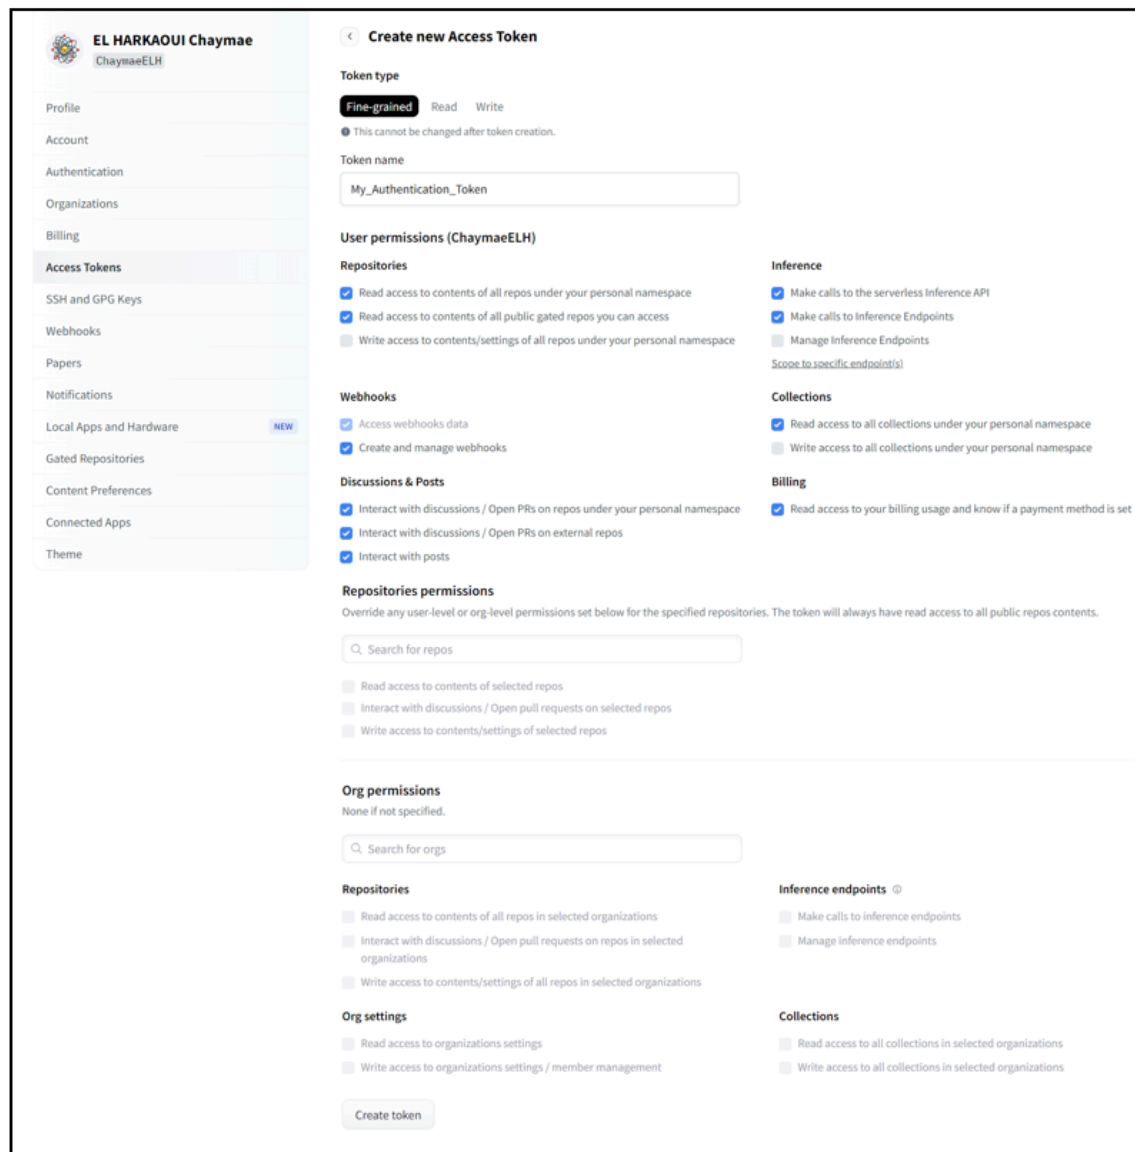 EL HARKAOUI Chaymae
ChaymaeELH
Profile
Account
Authentication
Organizations
Billing
Access Tokens
SSH and GPG Keys
Webhooks
Papers
Notifications
Local Apps and Hardware NEW
Gated Repositories
Content Preferences
Connected Apps
Theme
Create new Access Token
Token type
Fine-grained Read Write
This cannot be changed after token creation.
Token name
My_Authentication_Token
User permissions (ChaymaeELH)
Repositories
Read access to contents of all repos under your personal namespace
Read access to contents of all public gated repos you can access
Write access to contents/settings of all repos under your personal namespace
Inference
Make calls to the serverless Inference API
Make calls to Inference Endpoints
Manage Inference Endpoints
Scope to specific endpoint(s)
Webhooks
Access webhooks data
Create and manage webhooks
Collections
Read access to all collections under your personal namespace
Write access to all collections under your personal namespace
Discussions & Posts
Interact with discussions / Open PRs on repos under your personal namespace
Interact with discussions / Open PRs on external repos
Interact with posts
Billing
Read access to your billing usage and know if a payment method is set
Repositories permissions
Override any user-level or org-level permissions set below for the specified repositories. The token will always have read access to all public repos contents.
Search for repos
Read access to contents of selected repos
Interact with discussions / Open pull requests on selected repos
Write access to contents/settings of selected repos
Org permissions
None if not specified.
Search for orgs
Repositories
Read access to contents of all repos in selected organizations
Interact with discussions / Open pull requests on repos in selected
organizations
Write access to contents/settings of all repos in selected organizations
Inference endpoints
Make calls to inference endpoints
Manage inference endpoints
Org settings
Read access to organizations settings
Write access to organizations settings / member management
Collections
Read access to all collections in selected organizations
Write access to all collections in selected organizations
Create token